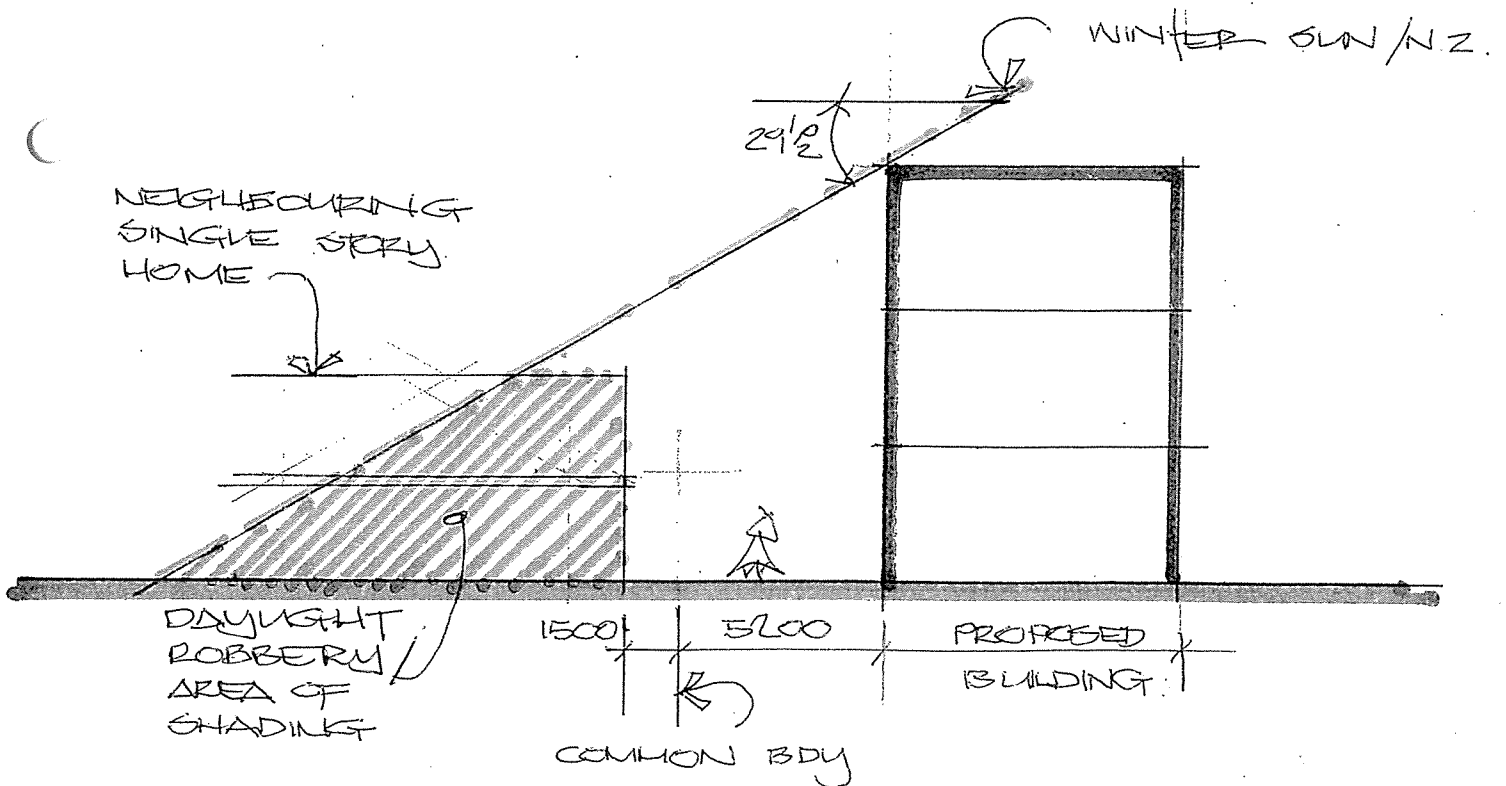 WINTER SUN/N.Z.
29½°
NEIGHBOURING
SINGLE STORY
HOME
DAYLIGHT
ROBBERY
AREA OF
SHADING
1500
5200
PROPOSED
BUILDING.
COMMON BDY